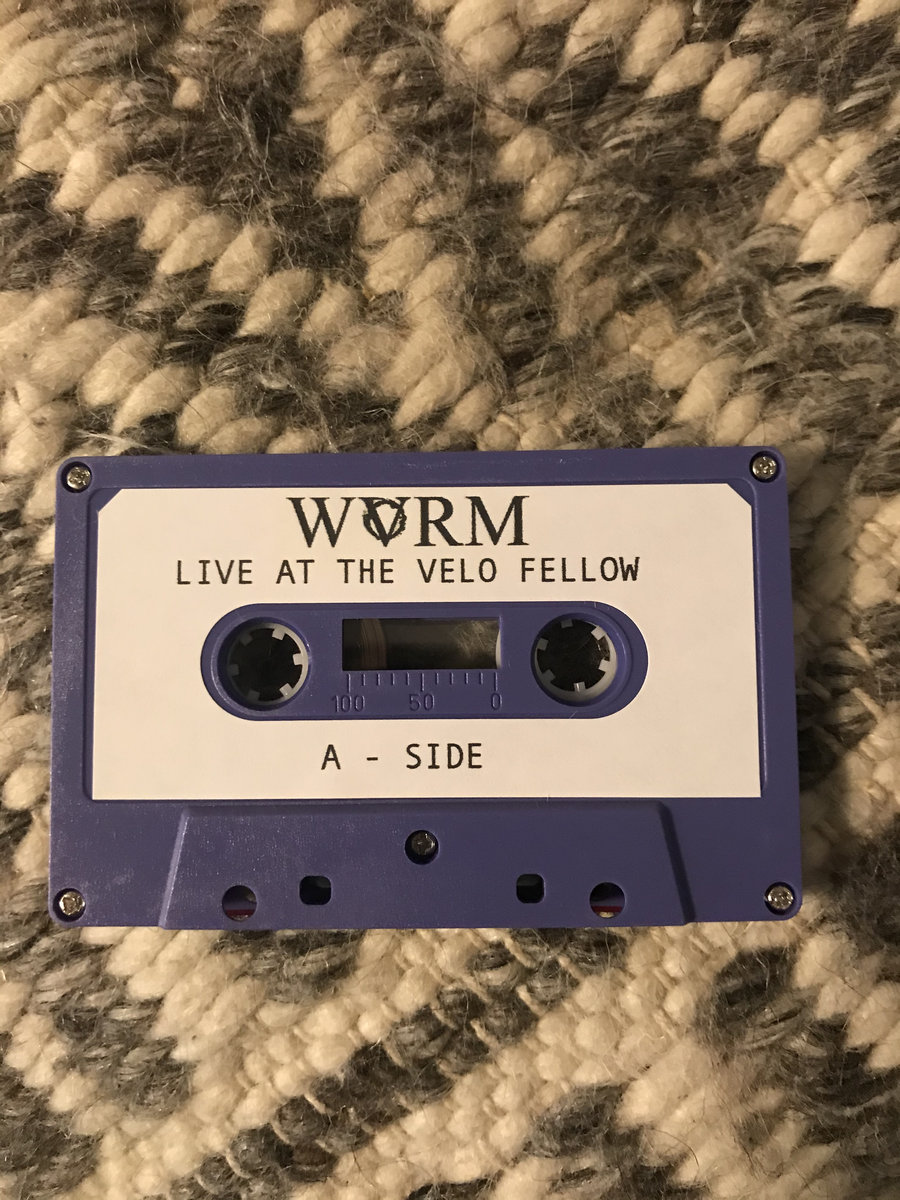 WVRM
LIVE AT THE VELO FELLOW
100 50 0
A - SIDE